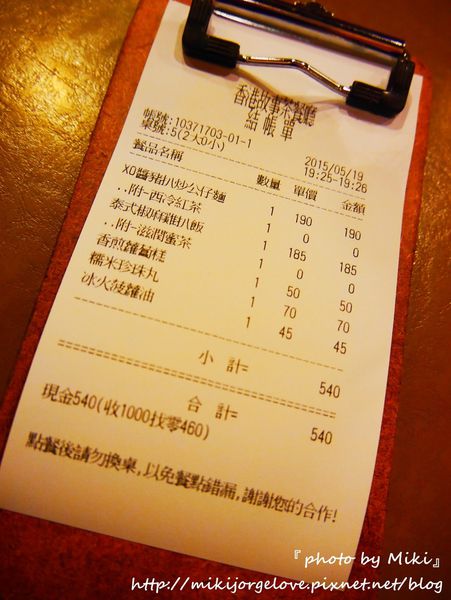 香港故事茶餐廳
結帳單
帳號:10371703-01-1
桌號:5(2大0小)
2015/05/19
19:25-19:26
餐品名稱 數量 單價 金額
XO醬豬扒炒公仔麵 1 190 190
..附-西冷紅茶 1 0 0
泰式椒麻雞扒飯 1 185 185
..附-滋潤蜜茶 1 0 0
香煎蘿蔔糕 1 50 50
糯米珍珠丸 1 70 70
冰火菠蘿油 1 45 45
小 計= 540
合 計= 540
現金540(收1000找零460)
點餐後請勿換桌,以免餐點錯漏,謝謝您的合作!
『photo by Miki』
http://mikijorgelove.pixnet.net/blog